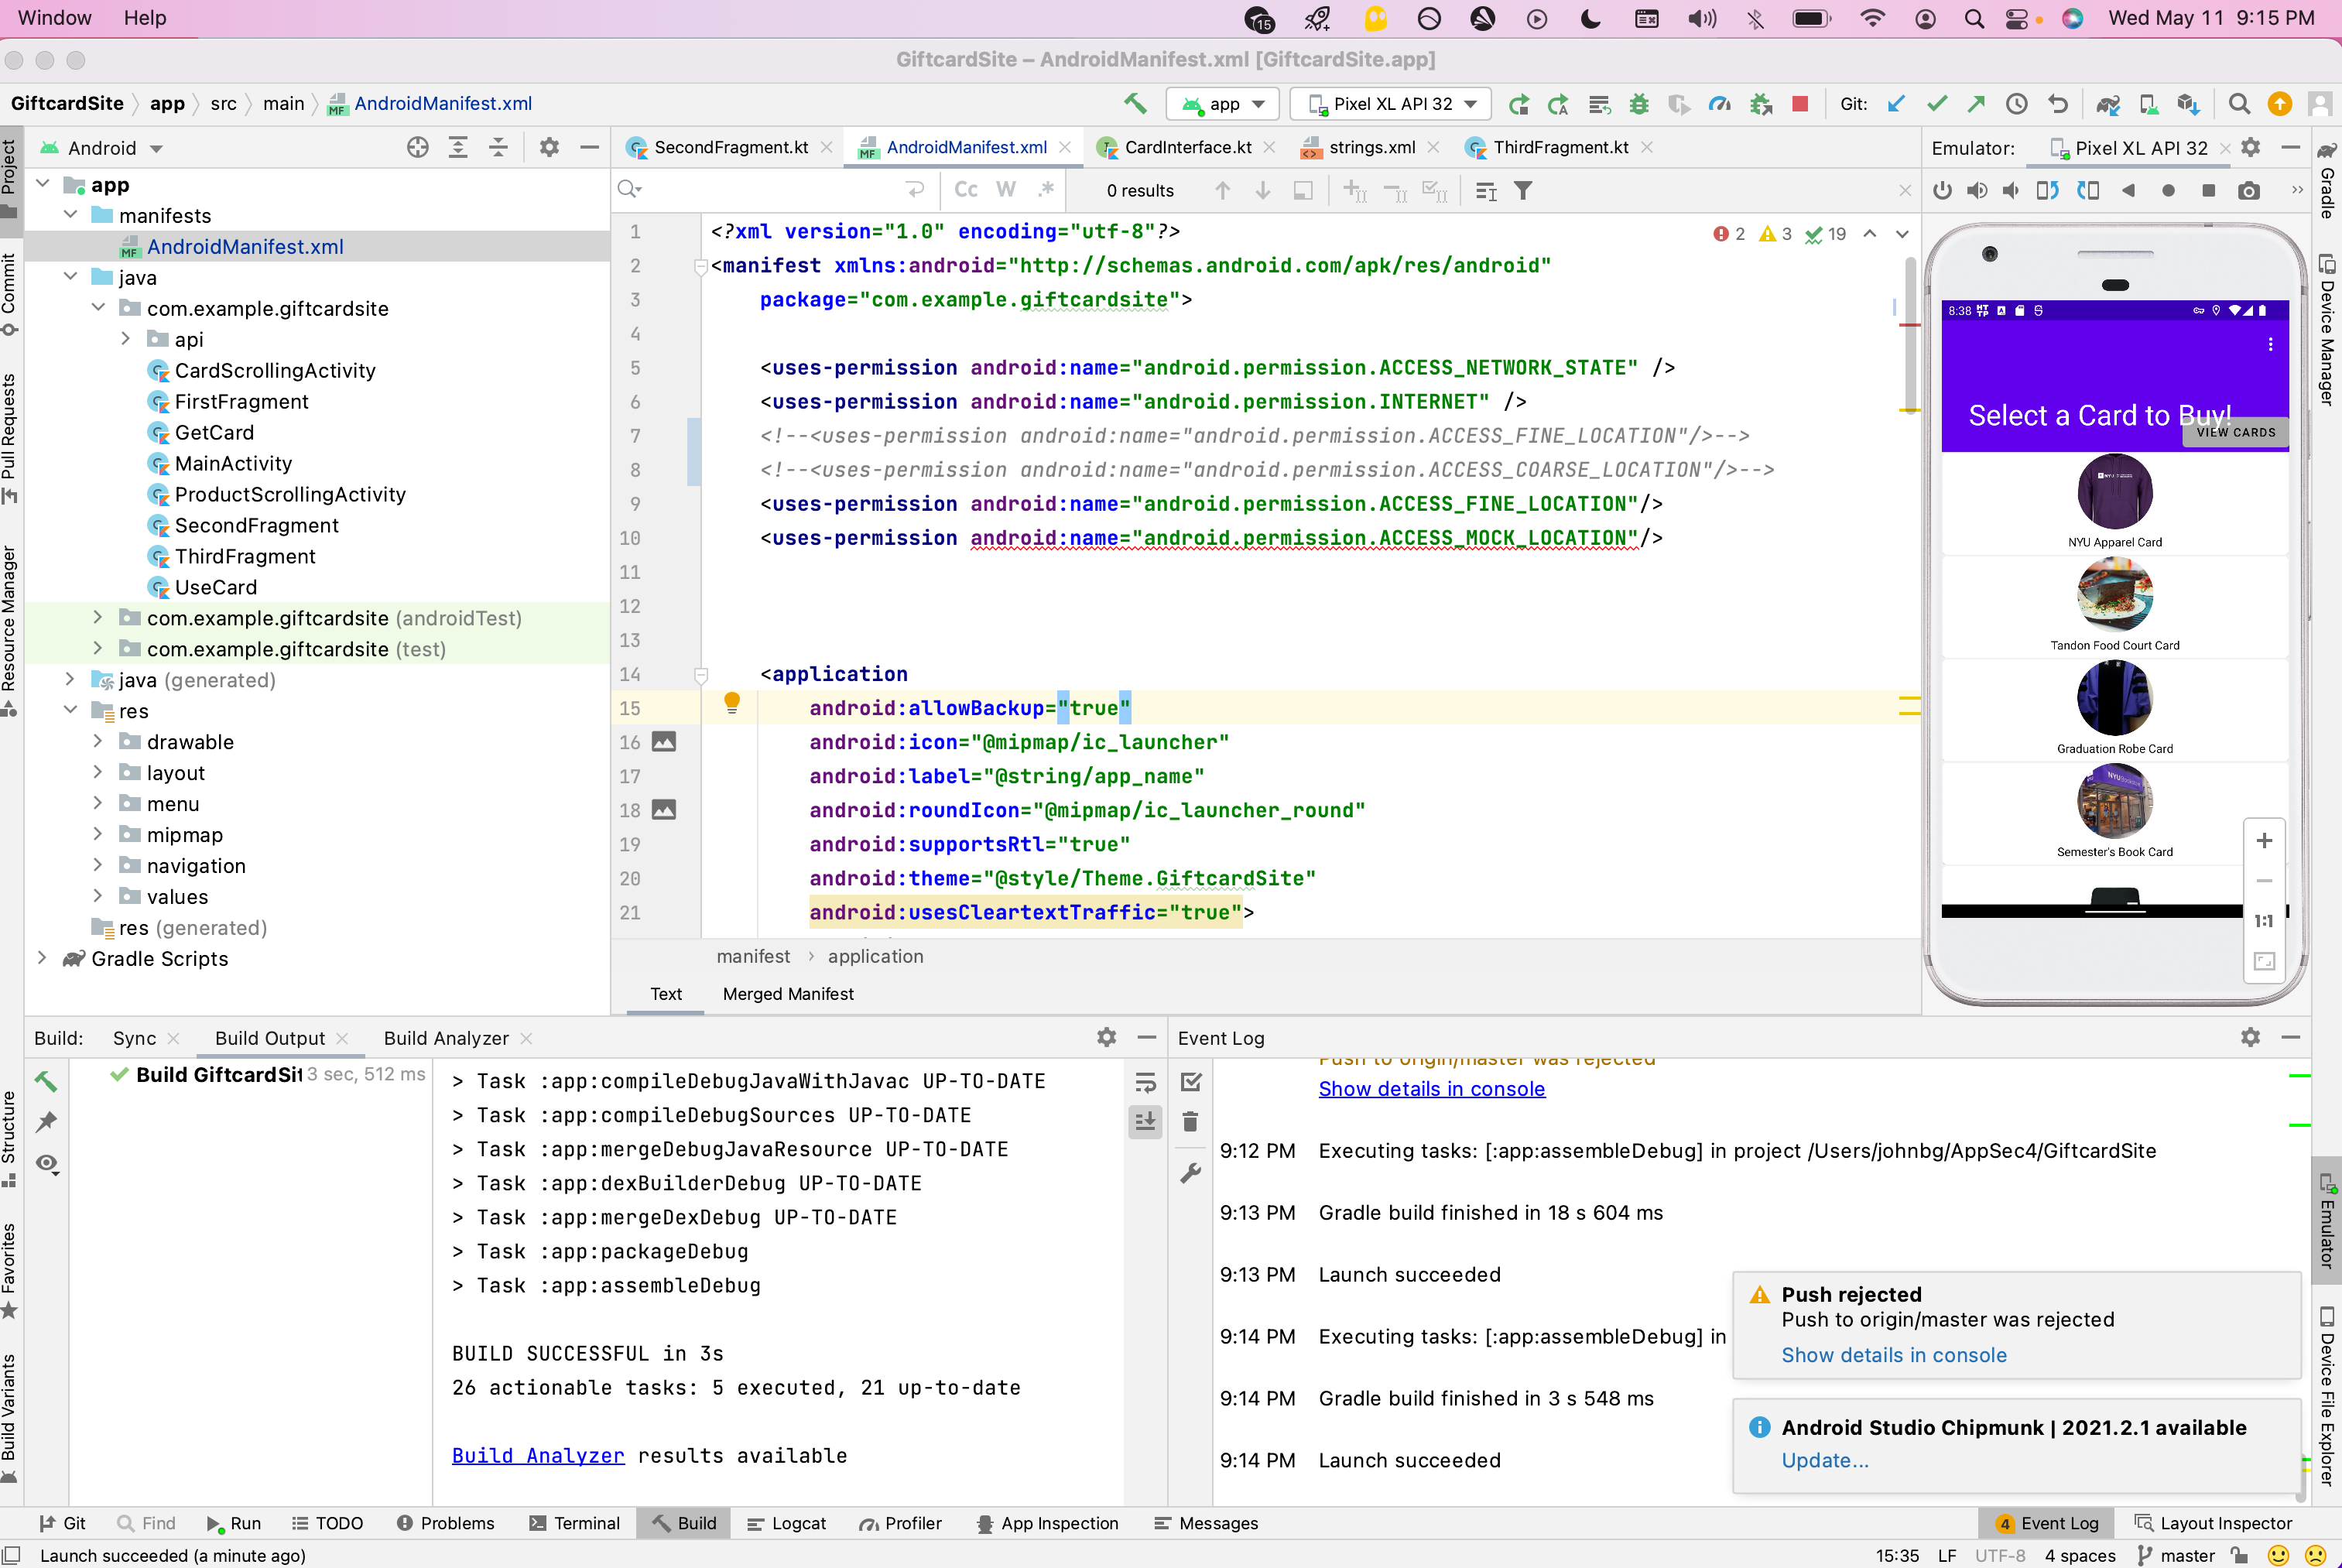 Window Help
15
Wed May 11 9:15 PM
GiftcardSite – AndroidManifest.xml [GiftcardSite.app]
GiftcardSite app src main AndroidManifest.xml
app Pixel XL API 32 Git:
Android
SecondFragment.kt AndroidManifest.xml CardInterface.kt strings.xml ThirdFragment.kt
Emulator: Pixel XL API 32
Cc W .* 0 results
Project
Commit
Pull Requests
Resource Manager
Structure
Favorites
Build Variants
app
manifests
AndroidManifest.xml
java
com.example.giftcardsite
api
CardScrollingActivity
FirstFragment
GetCard
MainActivity
ProductScrollingActivity
SecondFragment
ThirdFragment
UseCard
com.example.giftcardsite (androidTest)
com.example.giftcardsite (test)
java (generated)
res
drawable
layout
menu
mipmap
navigation
values
res (generated)
Gradle Scripts
1 <?xml version="1.0" encoding="utf-8"?>
2 <manifest xmlns:android="http://schemas.android.com/apk/res/android"
3 package="com.example.giftcardsite">
4
5 <uses-permission android:name="android.permission.ACCESS_NETWORK_STATE" />
6 <uses-permission android:name="android.permission.INTERNET" />
7 <!--<uses-permission android:name="android.permission.ACCESS_FINE_LOCATION"/>-->
8 <!--<uses-permission android:name="android.permission.ACCESS_COARSE_LOCATION"/>-->
9 <uses-permission android:name="android.permission.ACCESS_FINE_LOCATION"/>
10 <uses-permission android:name="android.permission.ACCESS_MOCK_LOCATION"/>
11
12
13
14 <application
15 android:allowBackup="true"
16 android:icon="@mipmap/ic_launcher"
17 android:label="@string/app_name"
18 android:roundIcon="@mipmap/ic_launcher_round"
19 android:supportsRtl="true"
20 android:theme="@style/Theme.GiftcardSite"
21 android:usesCleartextTraffic="true">
2 3 19
manifest application
Text Merged Manifest
8:38
Select a Card to Buy!
VIEW CARDS
NYU Apparel Card
Tandon Food Court Card
Graduation Robe Card
Semester's Book Card
1:1
Gradle
Device Manager
Emulator
Device File Explorer
Build: Sync Build Output Build Analyzer
Build GiftcardSit 3 sec, 512 ms
> Task :app:compileDebugJavaWithJavac UP-TO-DATE
> Task :app:compileDebugSources UP-TO-DATE
> Task :app:mergeDebugJavaResource UP-TO-DATE
> Task :app:dexBuilderDebug UP-TO-DATE
> Task :app:mergeDexDebug UP-TO-DATE
> Task :app:packageDebug
> Task :app:assembleDebug
BUILD SUCCESSFUL in 3s
26 actionable tasks: 5 executed, 21 up-to-date
Build Analyzer results available
Event Log
Push to origin/master was rejected
Show details in console
9:12 PM Executing tasks: [:app:assembleDebug] in project /Users/johnbg/AppSec4/GiftcardSite
9:13 PM Gradle build finished in 18 s 604 ms
9:13 PM Launch succeeded
9:14 PM Executing tasks: [:app:assembleDebug] in
9:14 PM Gradle build finished in 3 s 548 ms
9:14 PM Launch succeeded
Push rejected
Push to origin/master was rejected
Show details in console
Android Studio Chipmunk | 2021.2.1 available
Update...
Git Find Run TODO Problems Terminal Build Logcat Profiler App Inspection Messages 4 Event Log Layout Inspector
Launch succeeded (a minute ago) 15:35 LF UTF-8 4 spaces master